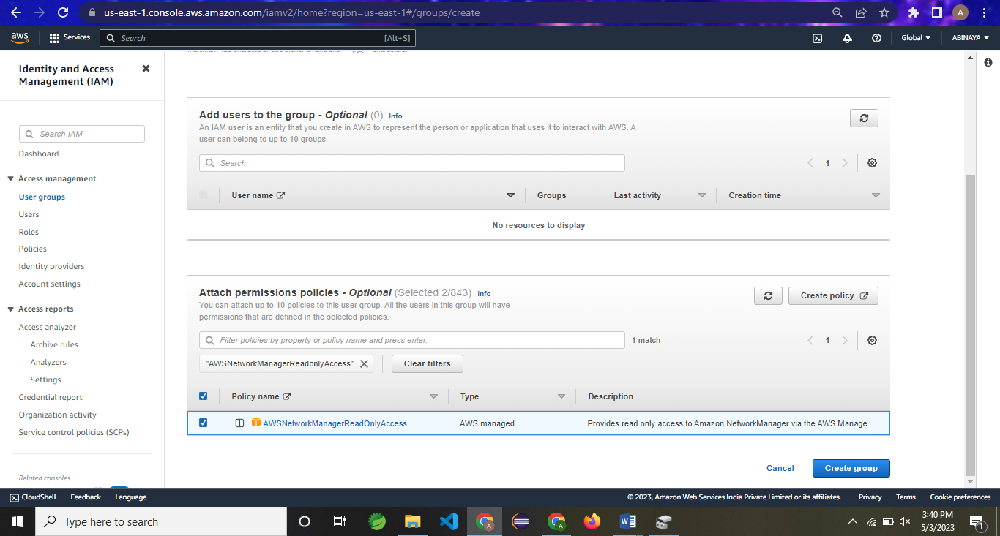 us-east-1.console.aws.amazon.com/iamv2/home?region=us-east-1#/groups/create
A
aws
Services
Search
[Alt+S]
Global
ABINAYA
Identity and Access Management (IAM)
Search IAM
Dashboard
Access management
User groups
Users
Roles
Policies
Identity providers
Account settings
Access reports
Access analyzer
Archive rules
Analyzers
Settings
Credential report
Organization activity
Service control policies (SCPs)
Related consoles
Add users to the group - Optional (0) Info
An IAM user is an entity that you create in AWS to represent the person or application that uses it to interact with AWS. A
user can belong to up to 10 groups.
Search
1
User name
Groups
Last activity
Creation time
No resources to display
Attach permissions policies - Optional (Selected 2/843) Info
You can attach up to 10 policies to this user group. All the users in this group will have
permissions that are defined in the selected policies.
Create policy
Filter policies by property or policy name and press enter.
1 match
1
"AWSNetworkManagerReadonlyAccess"
Clear filters
Policy name
Type
Description
AWSNetworkManagerReadOnlyAccess
AWS managed
Provides read only access to Amazon NetworkManager via the AWS Manage...
Cancel
Create group
CloudShell
Feedback
Language
© 2023, Amazon Web Services India Private Limited or its affiliates.
Privacy
Terms
Cookie preferences
Type here to search
3:40 PM
5/3/2023
1